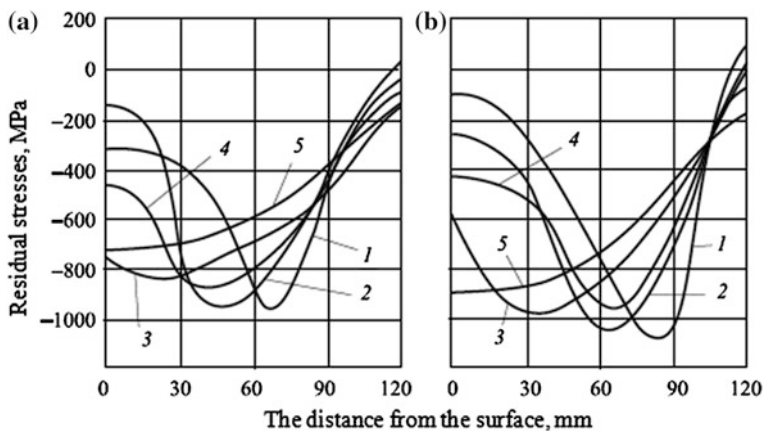 (a)
(b)
Residual stresses, MPa
200
0
−200
−400
−600
−800
−1000
4
5
1
2
3
4
5
1
2
3
0 30 60 90 120
0 30 60 90 120
The distance from the surface, mm